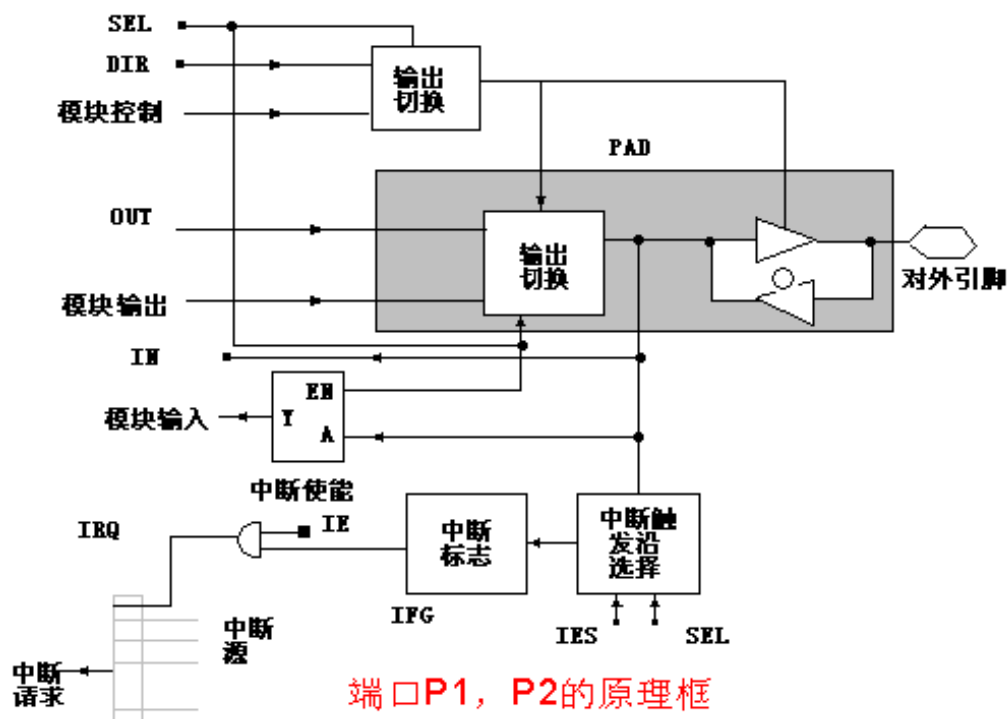 SEL
DIR
模块控制
输出
切换
PAD
OUT
输出
切换
对外引脚
模块输出
IN
EN
模块输入
Y
A
中断使能
IRQ
IE
中断
标志
中断触
发沿
选择
IFG
IES
SEL
中断
源
中断
请求
端口P1，P2的原理框